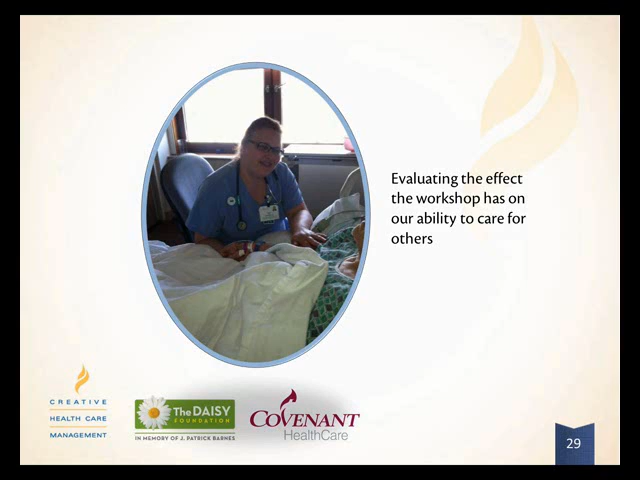 Evaluating the effect
the workshop has on
our ability to care for
others
CREATIVE
HEALTH CARE
MANAGEMENT
The DAISY
FOUNDATION
IN MEMORY OF J. PATRICK BARNES
COVENANT
HealthCare
29